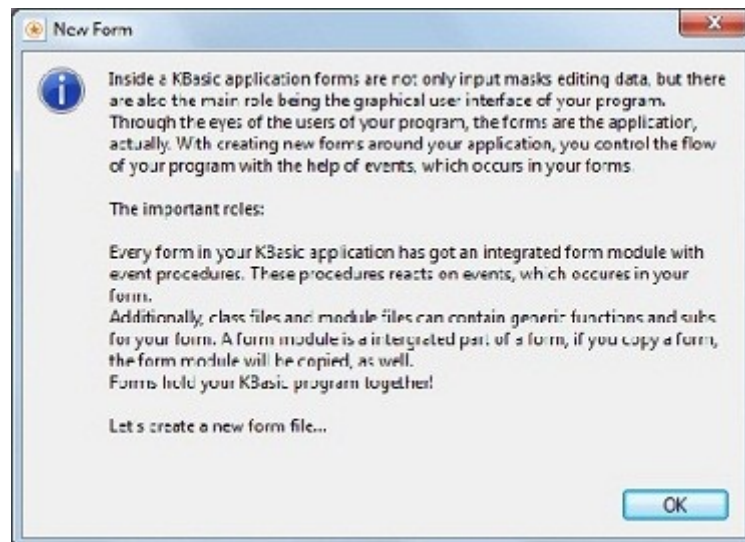 New Form
Inside a KBasic application forms are not only input masks editing data, but there
are also the main role being the graphical user interface of your program.
Through the eyes of the users of your program, the forms are the application,
actually. With creating new forms around your application, you control the flow
of your program with the help of events, which occurs in your forms.
The important roles:
Every form in your KBasic application has got an integrated form module with
event procedures. These procedures reacts on events, which occures in your
form.
Additionally, class files and module files can contain generic functions and subs
for your form. A form module is a intergrated part of a form, if you copy a form,
the form module will be copied, as well.
Forms hold your KBasic program together!
Let's create a new form file...
OK